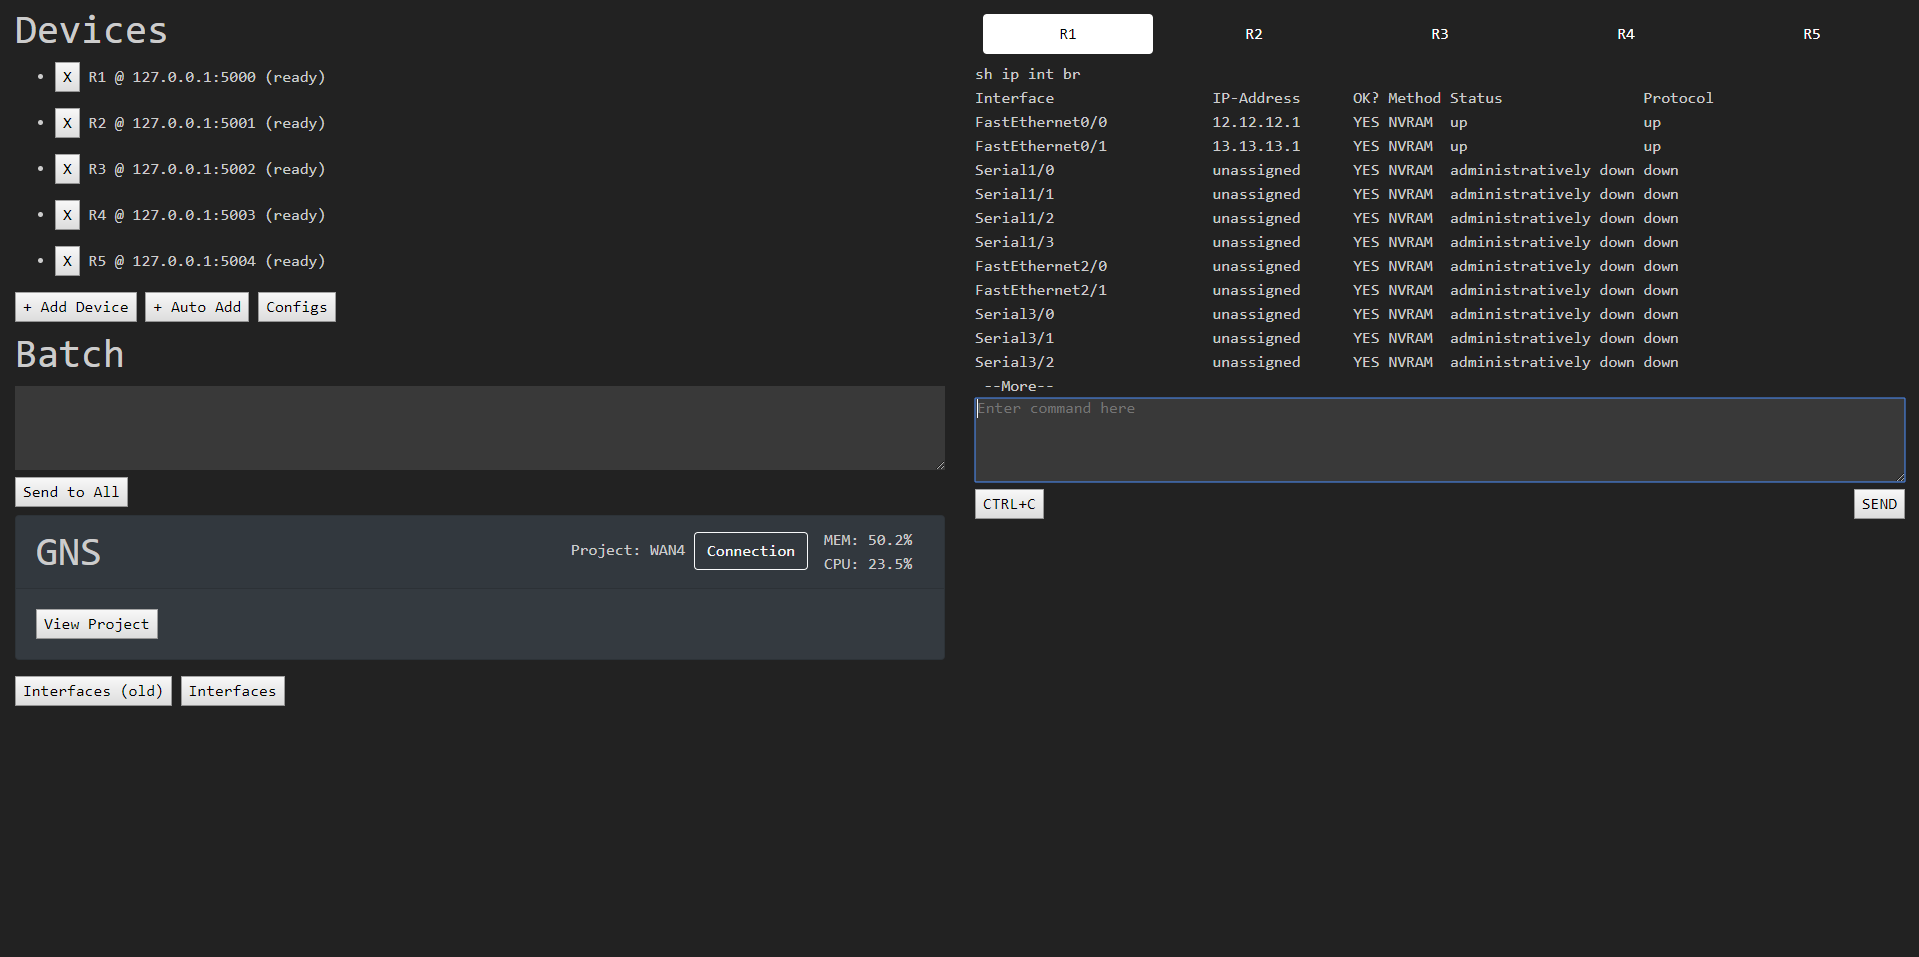 Devices
X R1 @ 127.0.0.1:5000 (ready)
X R2 @ 127.0.0.1:5001 (ready)
X R3 @ 127.0.0.1:5002 (ready)
X R4 @ 127.0.0.1:5003 (ready)
X R5 @ 127.0.0.1:5004 (ready)
+ Add Device + Auto Add Configs
Batch
Send to All
GNS
Project: WAN4 Connection
MEM: 50.2%
CPU: 23.5%
View Project
Interfaces (old) Interfaces
R1 R2 R3 R4 R5
sh ip int br
Interface IP-Address OK? Method Status Protocol
FastEthernet0/0 12.12.12.1 YES NVRAM up up
FastEthernet0/1 13.13.13.1 YES NVRAM up up
Serial1/0 unassigned YES NVRAM administratively down down
Serial1/1 unassigned YES NVRAM administratively down down
Serial1/2 unassigned YES NVRAM administratively down down
Serial1/3 unassigned YES NVRAM administratively down down
FastEthernet2/0 unassigned YES NVRAM administratively down down
FastEthernet2/1 unassigned YES NVRAM administratively down down
Serial3/0 unassigned YES NVRAM administratively down down
Serial3/1 unassigned YES NVRAM administratively down down
Serial3/2 unassigned YES NVRAM administratively down down
--More--
Enter command here
CTRL+C SEND